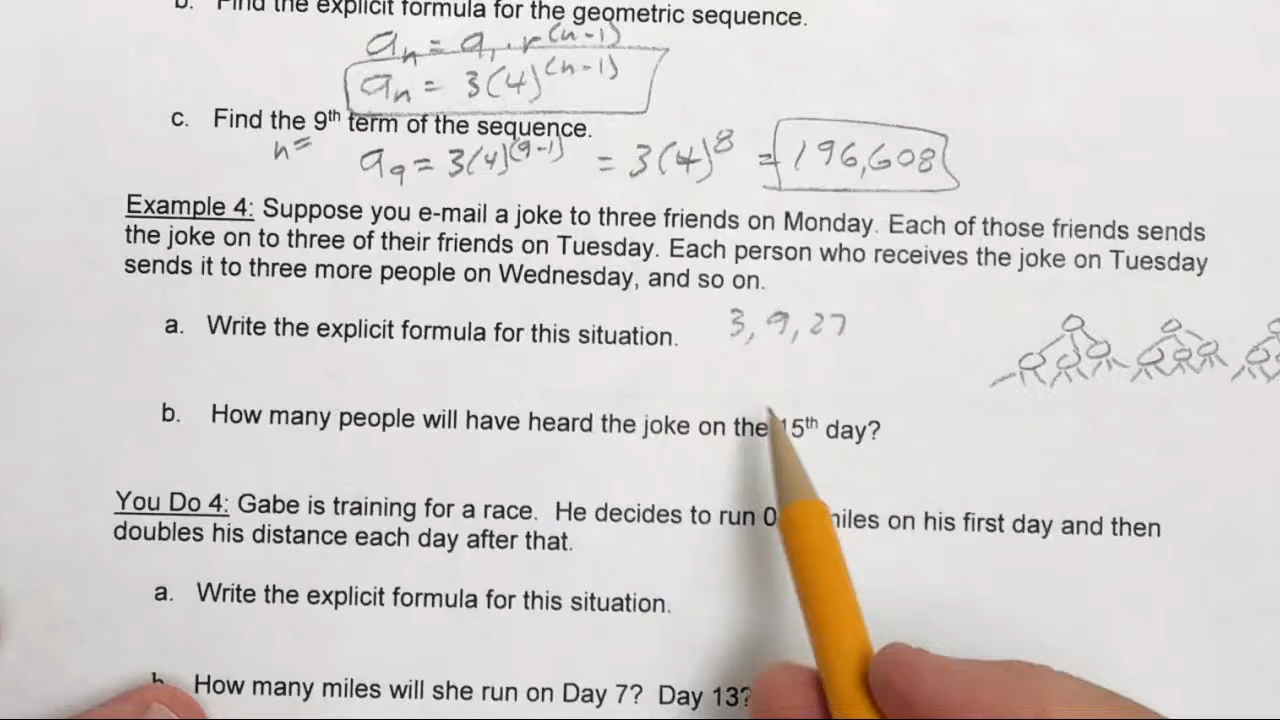 b. Find the explicit formula for the geometric sequence.
aₙ = a₁ · r^(n-1)
aₙ = 3(4)^(n-1)
c. Find the 9th term of the sequence.
n= a₉ = 3(4)^(9-1) = 3(4)^8 = 196,608
Example 4: Suppose you e-mail a joke to three friends on Monday. Each of those friends sends
the joke on to three of their friends on Tuesday. Each person who receives the joke on Tuesday
sends it to three more people on Wednesday, and so on.
a. Write the explicit formula for this situation. 3, 9, 27
b. How many people will have heard the joke on the 15th day?
You Do 4: Gabe is training for a race. He decides to run miles on his first day and then
doubles his distance each day after that.
a. Write the explicit formula for this situation.
How many miles will she run on Day 7? Day 13?